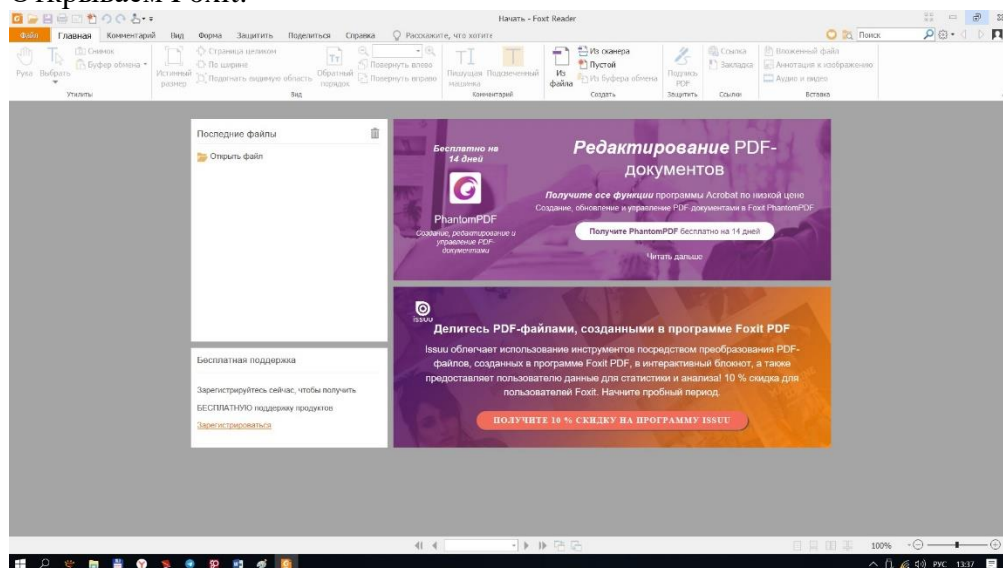 Открываем Foxit.
Начать - Foxit Reader
Файл Главная Комментарий Вид Форма Защитить Поделиться Справка Расскажите, что хотите Поиск
Рука
Выбрать
Снимок
Буфер обмена
Утилиты
Истинный размер
Страница целиком
По ширине
Подогнать видимую область
Обратный порядок
Повернуть влево
Повернуть вправо
Вид
Пишущая машинка
Подсвеченный
Комментарий
Из файла
Из сканера
Пустой
Из буфера обмена
Создать
Подпись PDF
Защитить
Ссылка
Закладка
Ссылки
Вложенный файл
Аннотация к изображению
Аудио и видео
Вставка
Последние файлы
Открыть файл
Бесплатная поддержка
Зарегистрируйтесь сейчас, чтобы получить
БЕСПЛАТНУЮ поддержку продуктов
Зарегистрироваться
Бесплатно на
14 дней
PhantomPDF
Создание, редактирование и
управление PDF-
документами
Редактирование PDF-
документов
Получите все функции программы Acrobat по низкой цене
Создание, обновление и управление PDF-документами в Foxit PhantomPDF
Получите PhantomPDF бесплатно на 14 дней
Читать дальше
issuu
Делитесь PDF-файлами, созданными в программе Foxit PDF
Issuu облегчает использование инструментов посредством преобразования PDF-
файлов, созданных в программе Foxit PDF, в интерактивный блокнот, а также
предоставляет пользователю данные для статистики и анализа! 10 % скидка для
пользователей Foxit. Начните пробный период.
ПОЛУЧИТЕ 10 % СКИДКУ НА ПРОГРАММУ ISSUU
100%
РУС 13:37